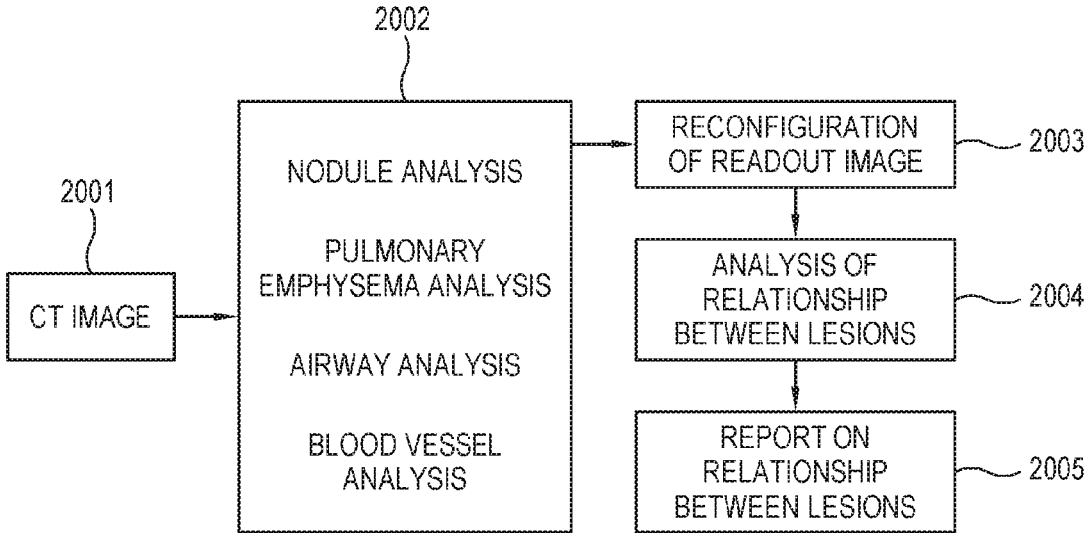 2001
CT IMAGE
2002
NODULE ANALYSIS
PULMONARY
EMPHYSEMA ANALYSIS
AIRWAY ANALYSIS
BLOOD VESSEL
ANALYSIS
RECONFIGURATION
OF READOUT IMAGE
2003
ANALYSIS OF
RELATIONSHIP
BETWEEN LESIONS
2004
REPORT ON
RELATIONSHIP
BETWEEN LESIONS
2005